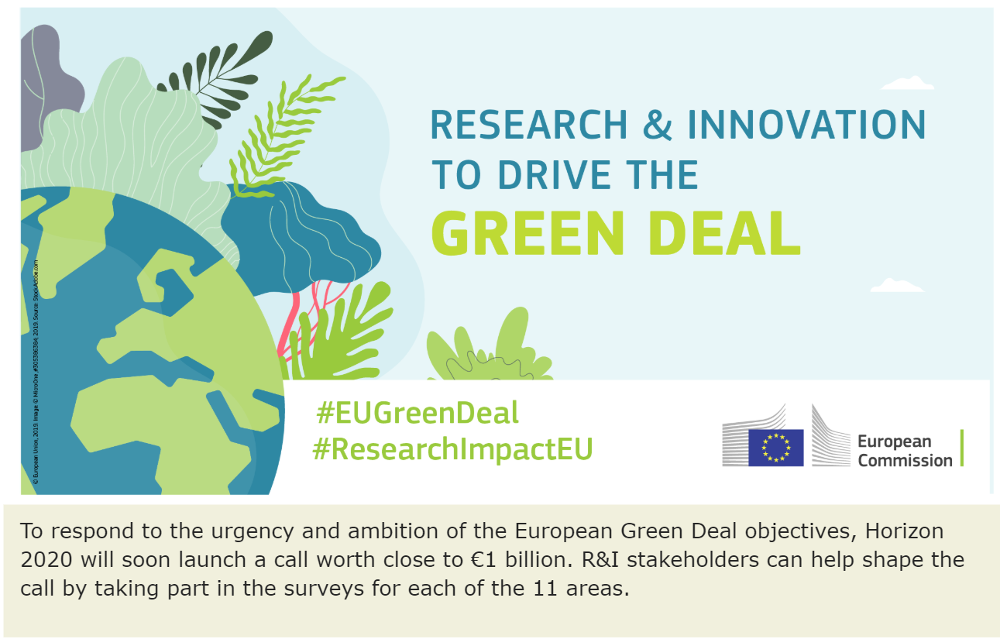 RESEARCH & INNOVATION
TO DRIVE THE
GREEN DEAL
#EUGreenDeal
#ResearchImpactEU
European
Commission
© European Union, 2019. Image: © MicroOne, #305386384, 2019. Source: StockAdobe.com
To respond to the urgency and ambition of the European Green Deal objectives, Horizon
2020 will soon launch a call worth close to €1 billion. R&I stakeholders can help shape the
call by taking part in the surveys for each of the 11 areas.